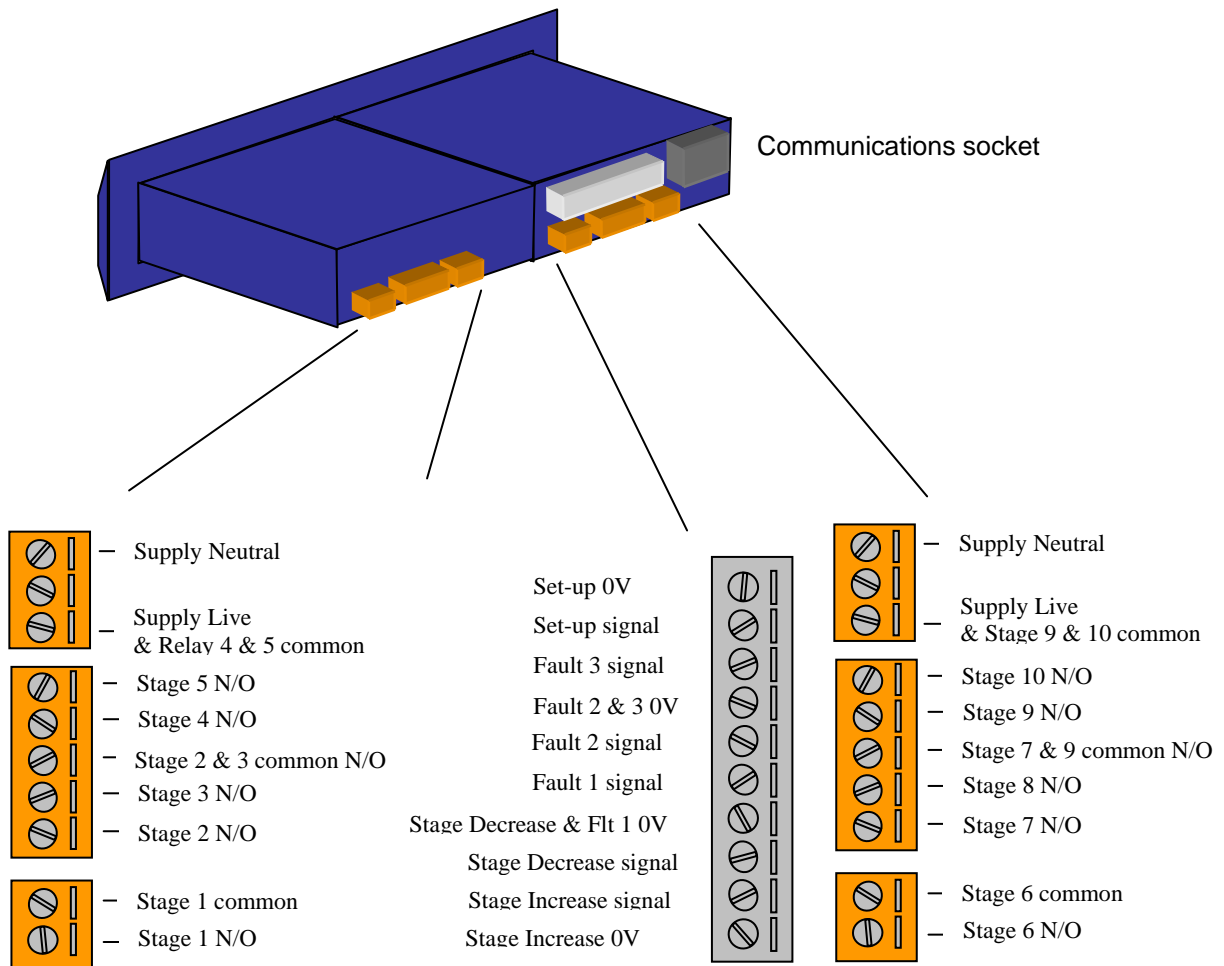 Communications socket
Supply Neutral
Supply Live
& Relay 4 & 5 common
Stage 5 N/O
Stage 4 N/O
Stage 2 & 3 common N/O
Stage 3 N/O
Stage 2 N/O
Stage 1 common
Stage 1 N/O
Set-up 0V
Set-up signal
Fault 3 signal
Fault 2 & 3 0V
Fault 2 signal
Fault 1 signal
Stage Decrease & Flt 1 0V
Stage Decrease signal
Stage Increase signal
Stage Increase 0V
Supply Neutral
Supply Live
& Stage 9 & 10 common
Stage 10 N/O
Stage 9 N/O
Stage 7 & 9 common N/O
Stage 8 N/O
Stage 7 N/O
Stage 6 common
Stage 6 N/O